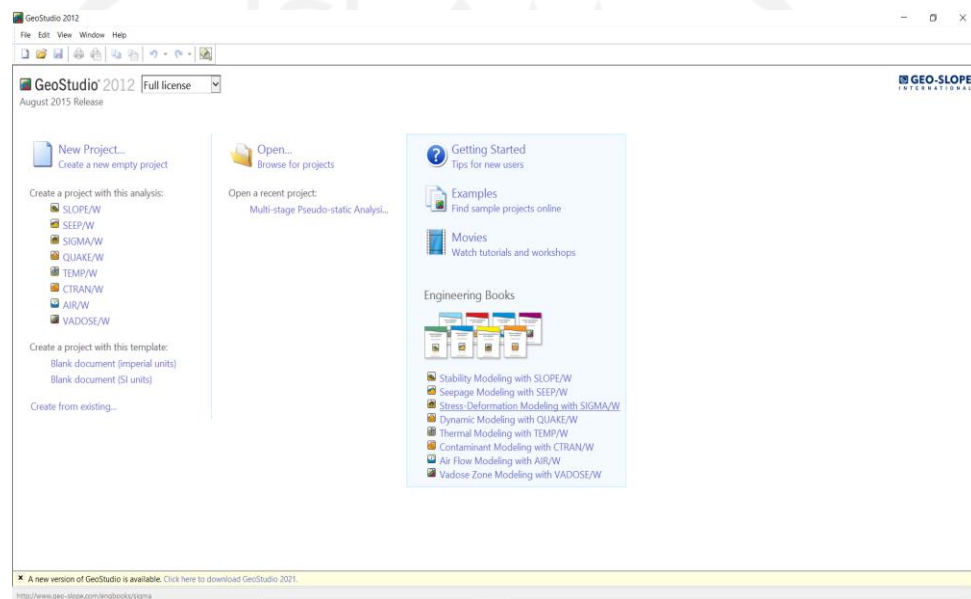 GeoStudio 2012
File Edit View Window Help
GeoStudio 2012 Full license
August 2015 Release
GEO-SLOPE
INTERNATIONAL
New Project...
Create a new empty project
Create a project with this analysis:
SLOPE/W
SEEP/W
SIGMA/W
QUAKE/W
TEMP/W
CTRAN/W
AIR/W
VADOSE/W
Create a project with this template:
Blank document (imperial units)
Blank document (SI units)
Create from existing...
Open...
Browse for projects
Open a recent project:
Multi-stage Pseudo-static Analysi...
Getting Started
Tips for new users
Examples
Find sample projects online
Movies
Watch tutorials and workshops
Engineering Books
Stability Modeling with SLOPE/W
Seepage Modeling with SEEP/W
Stress-Deformation Modeling with SIGMA/W
Dynamic Modeling with QUAKE/W
Thermal Modeling with TEMP/W
Contaminant Modeling with CTRAN/W
Air Flow Modeling with AIR/W
Vadose Zone Modeling with VADOSE/W
A new version of GeoStudio is available. Click here to download GeoStudio 2021.
http://www.geo-slope.com/engbooks/sigma